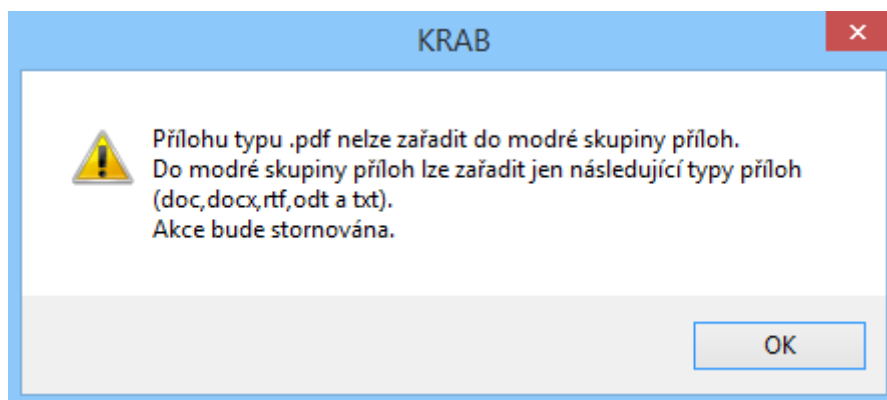 KRAB
Přílohu typu .pdf nelze zařadit do modré skupiny příloh.
Do modré skupiny příloh lze zařadit jen následující typy příloh
(doc,docx,rtf,odt a txt).
Akce bude stornována.
OK